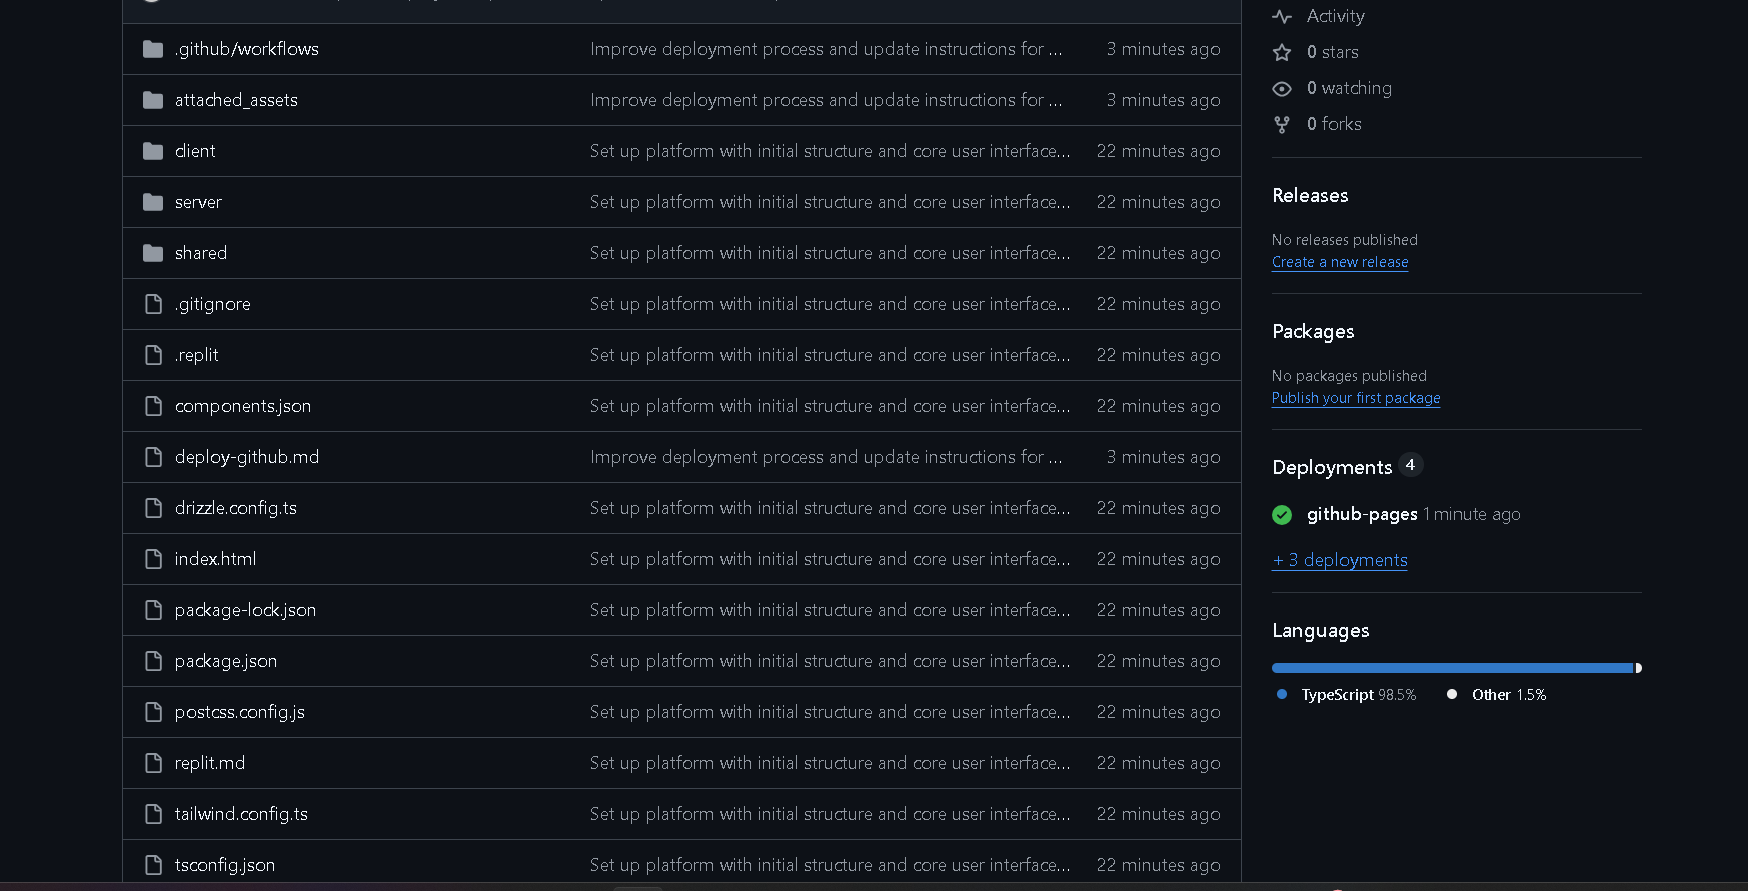 .github/workflows Improve deployment process and update instructions for ... 3 minutes ago
attached_assets Improve deployment process and update instructions for ... 3 minutes ago
client Set up platform with initial structure and core user interface... 22 minutes ago
server Set up platform with initial structure and core user interface... 22 minutes ago
shared Set up platform with initial structure and core user interface... 22 minutes ago
.gitignore Set up platform with initial structure and core user interface... 22 minutes ago
.replit Set up platform with initial structure and core user interface... 22 minutes ago
components.json Set up platform with initial structure and core user interface... 22 minutes ago
deploy-github.md Improve deployment process and update instructions for ... 3 minutes ago
drizzle.config.ts Set up platform with initial structure and core user interface... 22 minutes ago
index.html Set up platform with initial structure and core user interface... 22 minutes ago
package-lock.json Set up platform with initial structure and core user interface... 22 minutes ago
package.json Set up platform with initial structure and core user interface... 22 minutes ago
postcss.config.js Set up platform with initial structure and core user interface... 22 minutes ago
replit.md Set up platform with initial structure and core user interface... 22 minutes ago
tailwind.config.ts Set up platform with initial structure and core user interface... 22 minutes ago
tsconfig.json Set up platform with initial structure and core user interface... 22 minutes ago
Activity
0 stars
0 watching
0 forks
Releases
No releases published
Create a new release
Packages
No packages published
Publish your first package
Deployments 4
github-pages 1 minute ago
+ 3 deployments
Languages
TypeScript 98.5% Other 1.5%